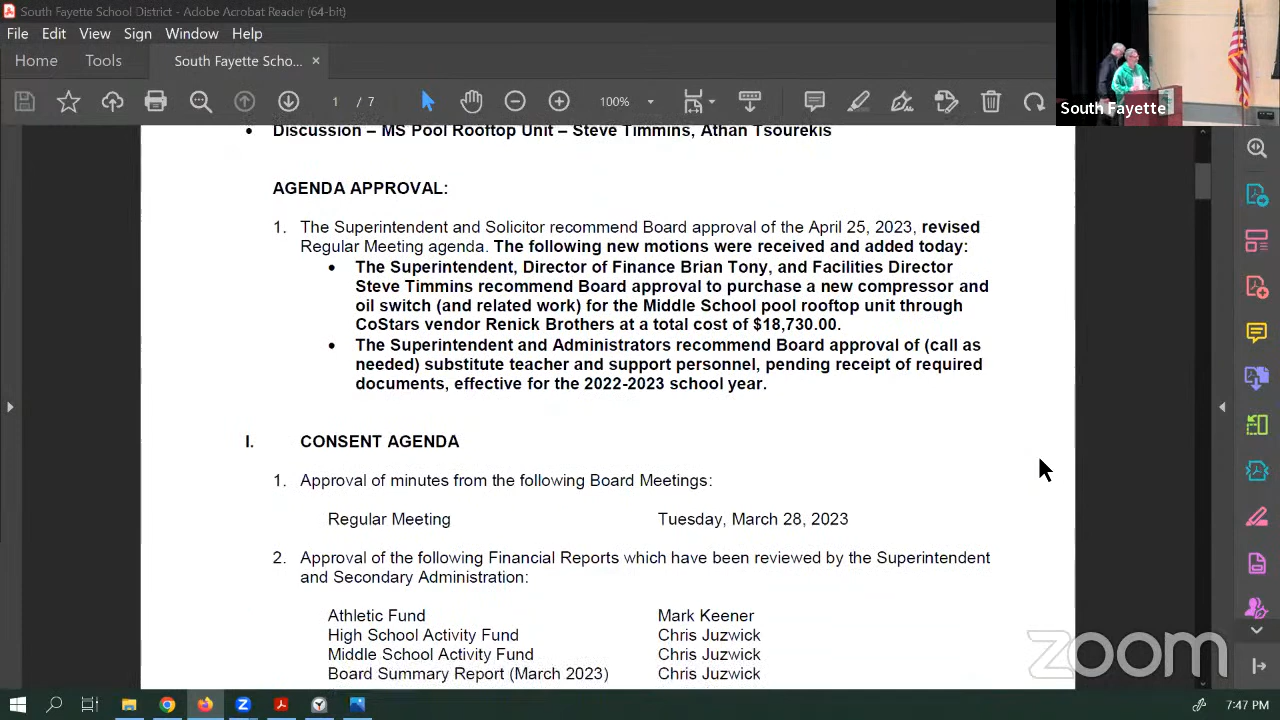 South Fayette School District - Adobe Acrobat Reader (64-bit)
File Edit View Sign Window Help
Home Tools South Fayette Scho... ×
1 / 7 100%
South Fayette
• Discussion – MS Pool Rooftop Unit – Steve Timmins, Athan Tsourekis
AGENDA APPROVAL:
1. The Superintendent and Solicitor recommend Board approval of the April 25, 2023, revised
Regular Meeting agenda. The following new motions were received and added today:
• The Superintendent, Director of Finance Brian Tony, and Facilities Director
Steve Timmins recommend Board approval to purchase a new compressor and
oil switch (and related work) for the Middle School pool rooftop unit through
CoStars vendor Renick Brothers at a total cost of $18,730.00.
• The Superintendent and Administrators recommend Board approval of (call as
needed) substitute teacher and support personnel, pending receipt of required
documents, effective for the 2022-2023 school year.
I. CONSENT AGENDA
1. Approval of minutes from the following Board Meetings:
Regular Meeting Tuesday, March 28, 2023
2. Approval of the following Financial Reports which have been reviewed by the Superintendent
and Secondary Administration:
Athletic Fund Mark Keener
High School Activity Fund Chris Juzwick
Middle School Activity Fund Chris Juzwick
Board Summary Report (March 2023) Chris Juzwick
zoom
7:47 PM